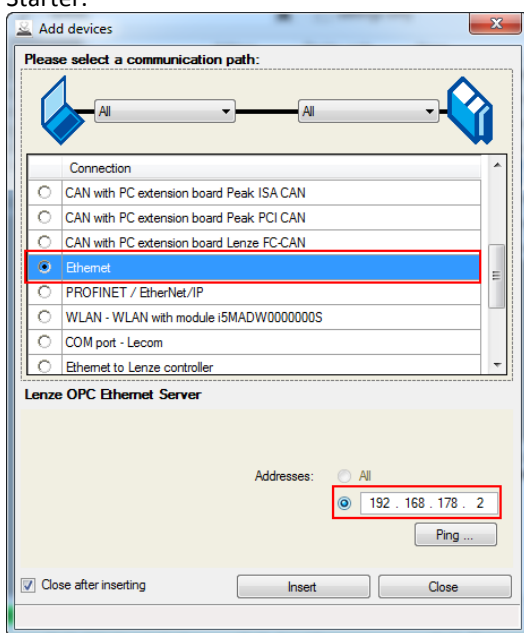 Starter:
Add devices
Please select a communication path:
All
All
Connection
CAN with PC extension board Peak ISA CAN
CAN with PC extension board Peak PCI CAN
CAN with PC extension board Lenze FC-CAN
Ethernet
PROFINET / EtherNet/IP
WLAN - WLAN with module i5MADW0000000S
COM port - Lecom
Ethernet to Lenze controller
Lenze OPC Ethernet Server
Addresses:
All
192 . 168 . 178 . 2
Ping ...
Close after inserting
Insert
Close